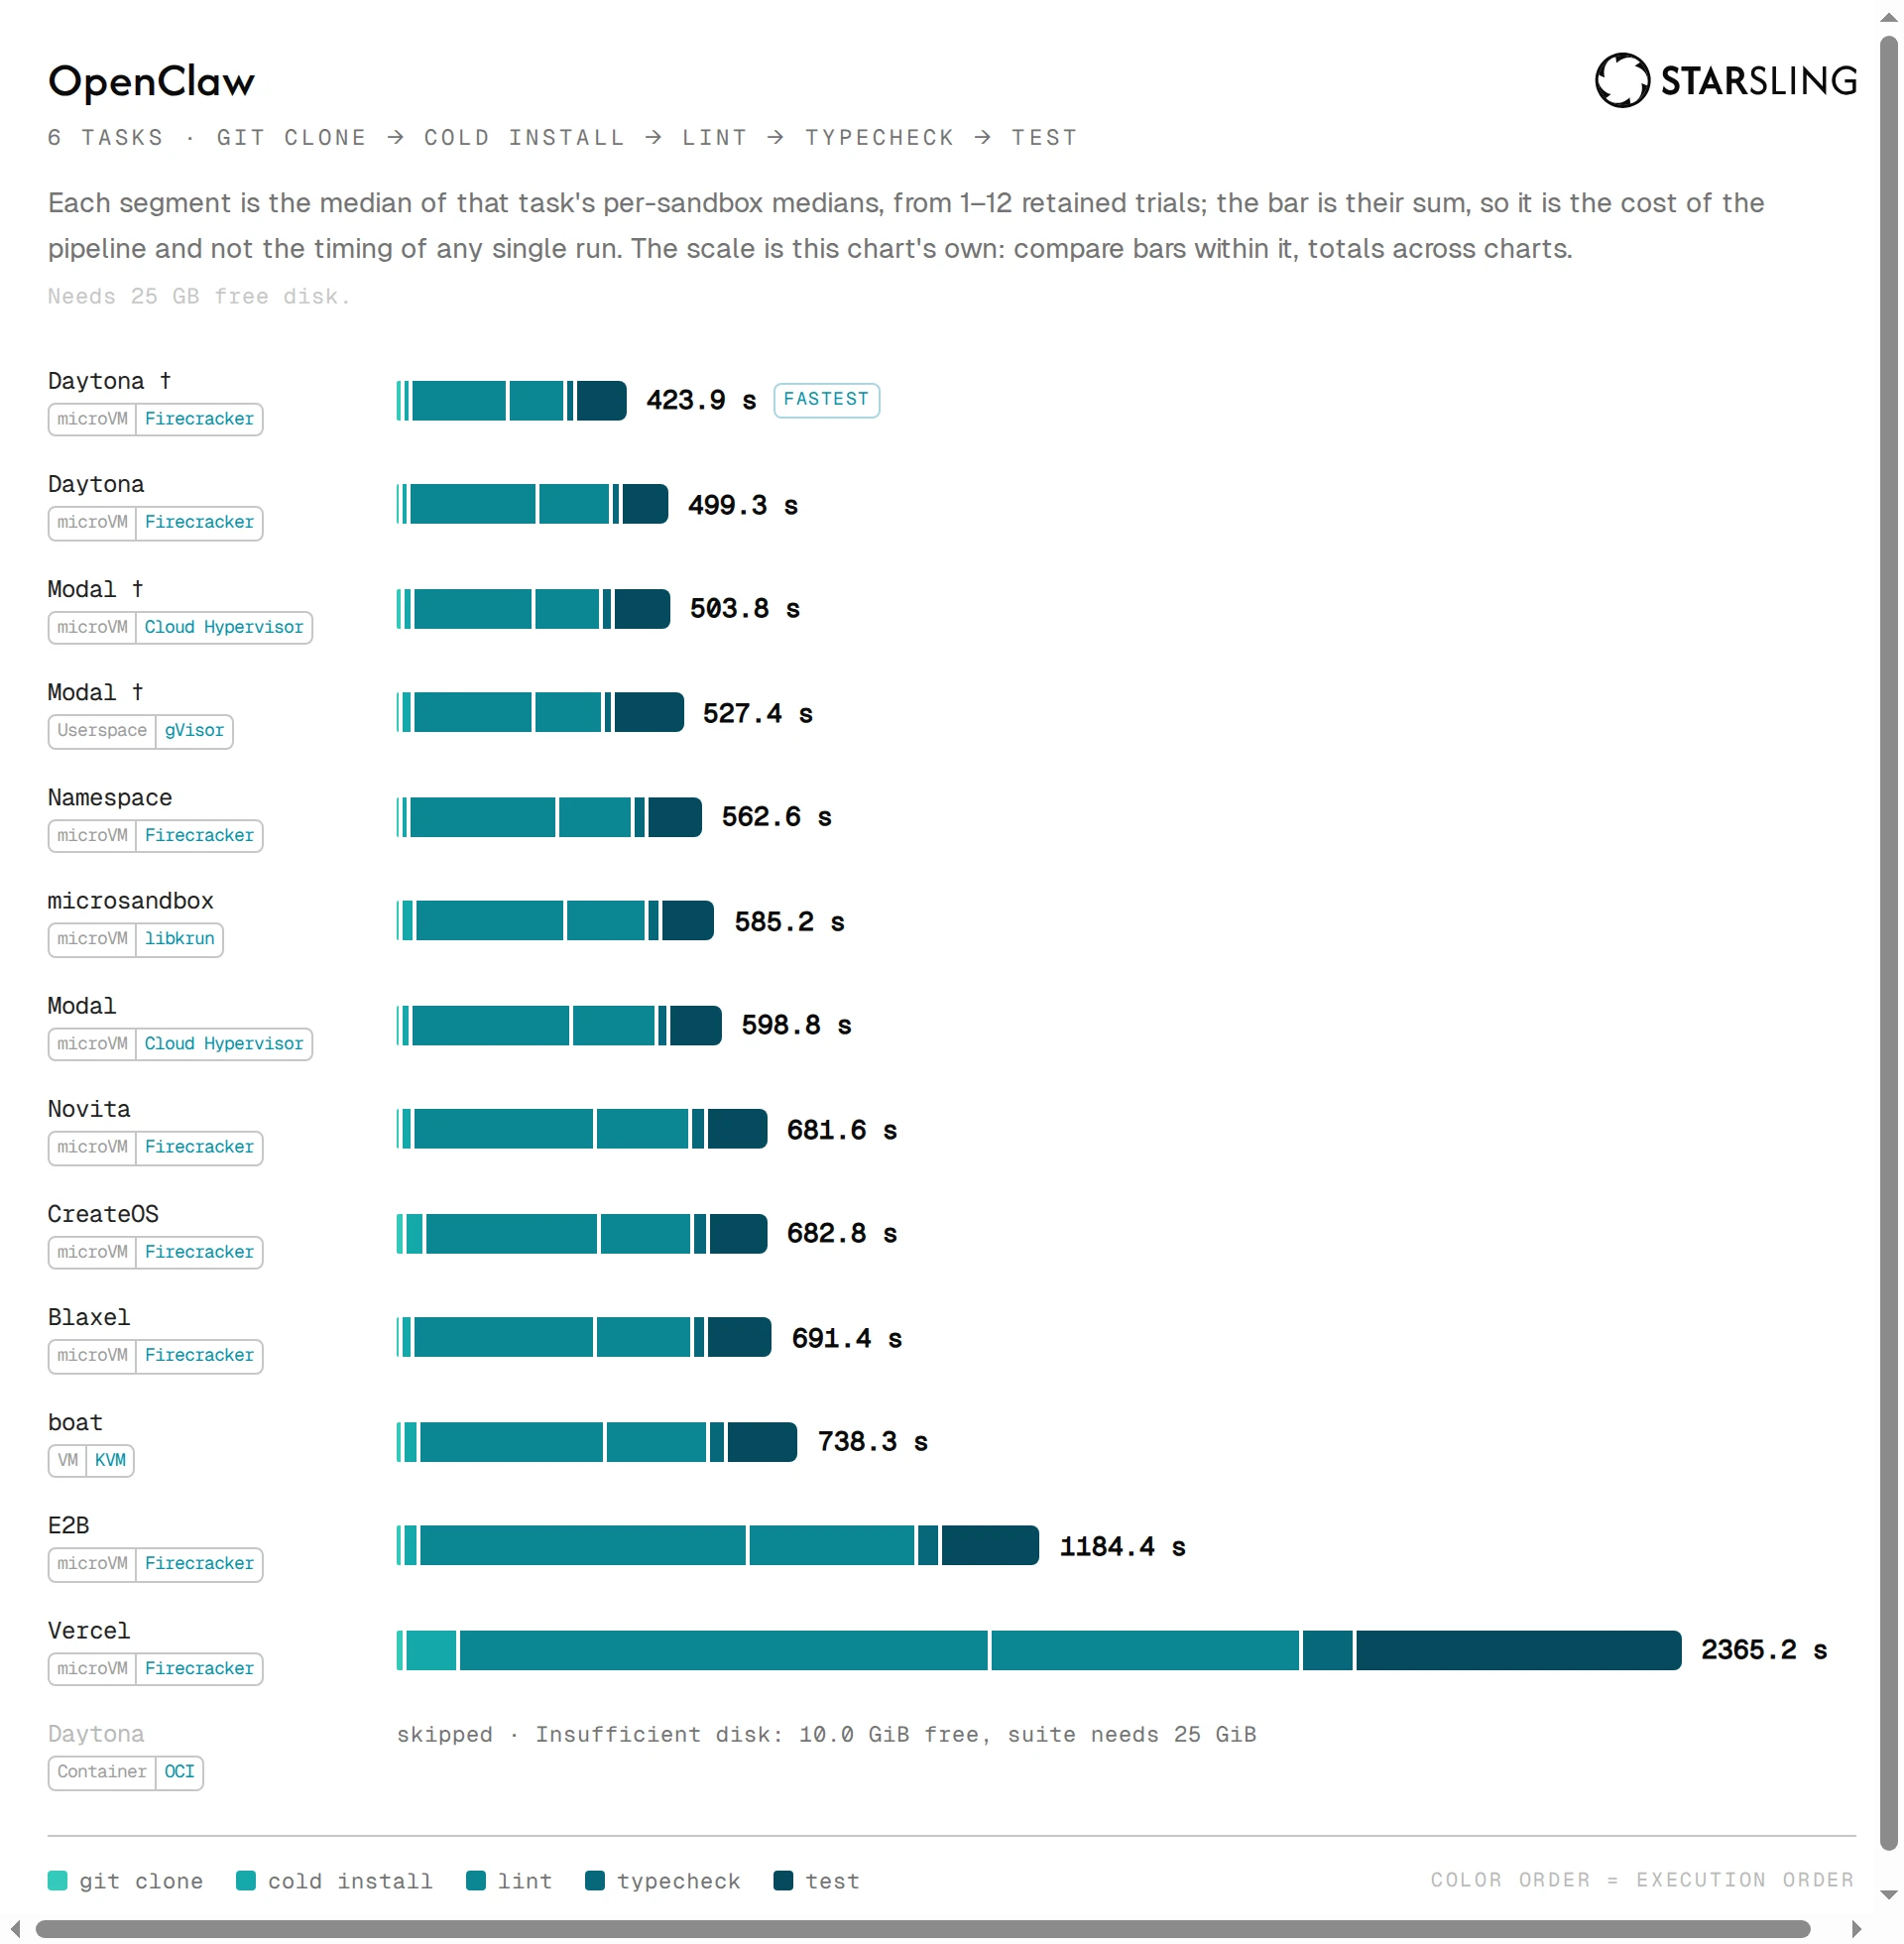 OpenClaw
STARSLING
6 TASKS · GIT CLONE → COLD INSTALL → LINT → TYPECHECK → TEST
Each segment is the median of that task's per-sandbox medians, from 1–12 retained trials; the bar is their sum, so it is the cost of the
pipeline and not the timing of any single run. The scale is this chart's own: compare bars within it, totals across charts.
Needs 25 GB free disk.
Daytona †
microVM Firecracker
423.9 s FASTEST
Daytona
microVM Firecracker
499.3 s
Modal †
microVM Cloud Hypervisor
503.8 s
Modal †
Userspace gVisor
527.4 s
Namespace
microVM Firecracker
562.6 s
microsandbox
microVM libkrun
585.2 s
Modal
microVM Cloud Hypervisor
598.8 s
Novita
microVM Firecracker
681.6 s
CreateOS
microVM Firecracker
682.8 s
Blaxel
microVM Firecracker
691.4 s
boat
VM KVM
738.3 s
E2B
microVM Firecracker
1184.4 s
Vercel
microVM Firecracker
2365.2 s
Daytona
Container OCI
skipped · Insufficient disk: 10.0 GiB free, suite needs 25 GiB
git clone cold install lint typecheck test
COLOR ORDER = EXECUTION ORDER